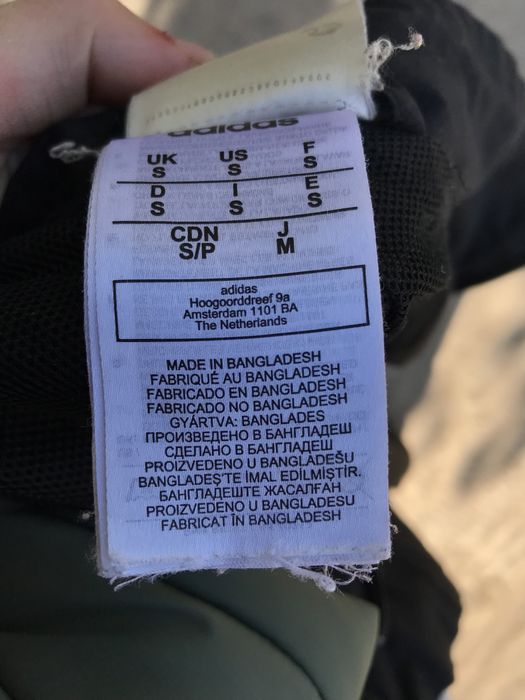 adidas
UK US F
S S S
D I E
S S S
CDN J
S/P M
adidas
Hoogoorddreef 9a
Amsterdam 1101 BA
The Netherlands
MADE IN BANGLADESH
FABRIQUÉ AU BANGLADESH
FABRICADO EN BANGLADESH
FABRICADO NO BANGLADESH
GYÁRTVA: BANGLADES
ПРОИЗВЕДЕНО В БАНГЛАДЕШ
СДЕЛАНО В БАНГЛАДЕШ
PROIZVEDENO U BANGLADEŠU
BANGLADEŞ'TE İMAL EDİLMİŞTİR.
БАНГЛАДЕШТЕ ЖАСАЛҒАН
PROIZVEDENO U BANGLADESU
FABRICAT ÎN BANGLADESH